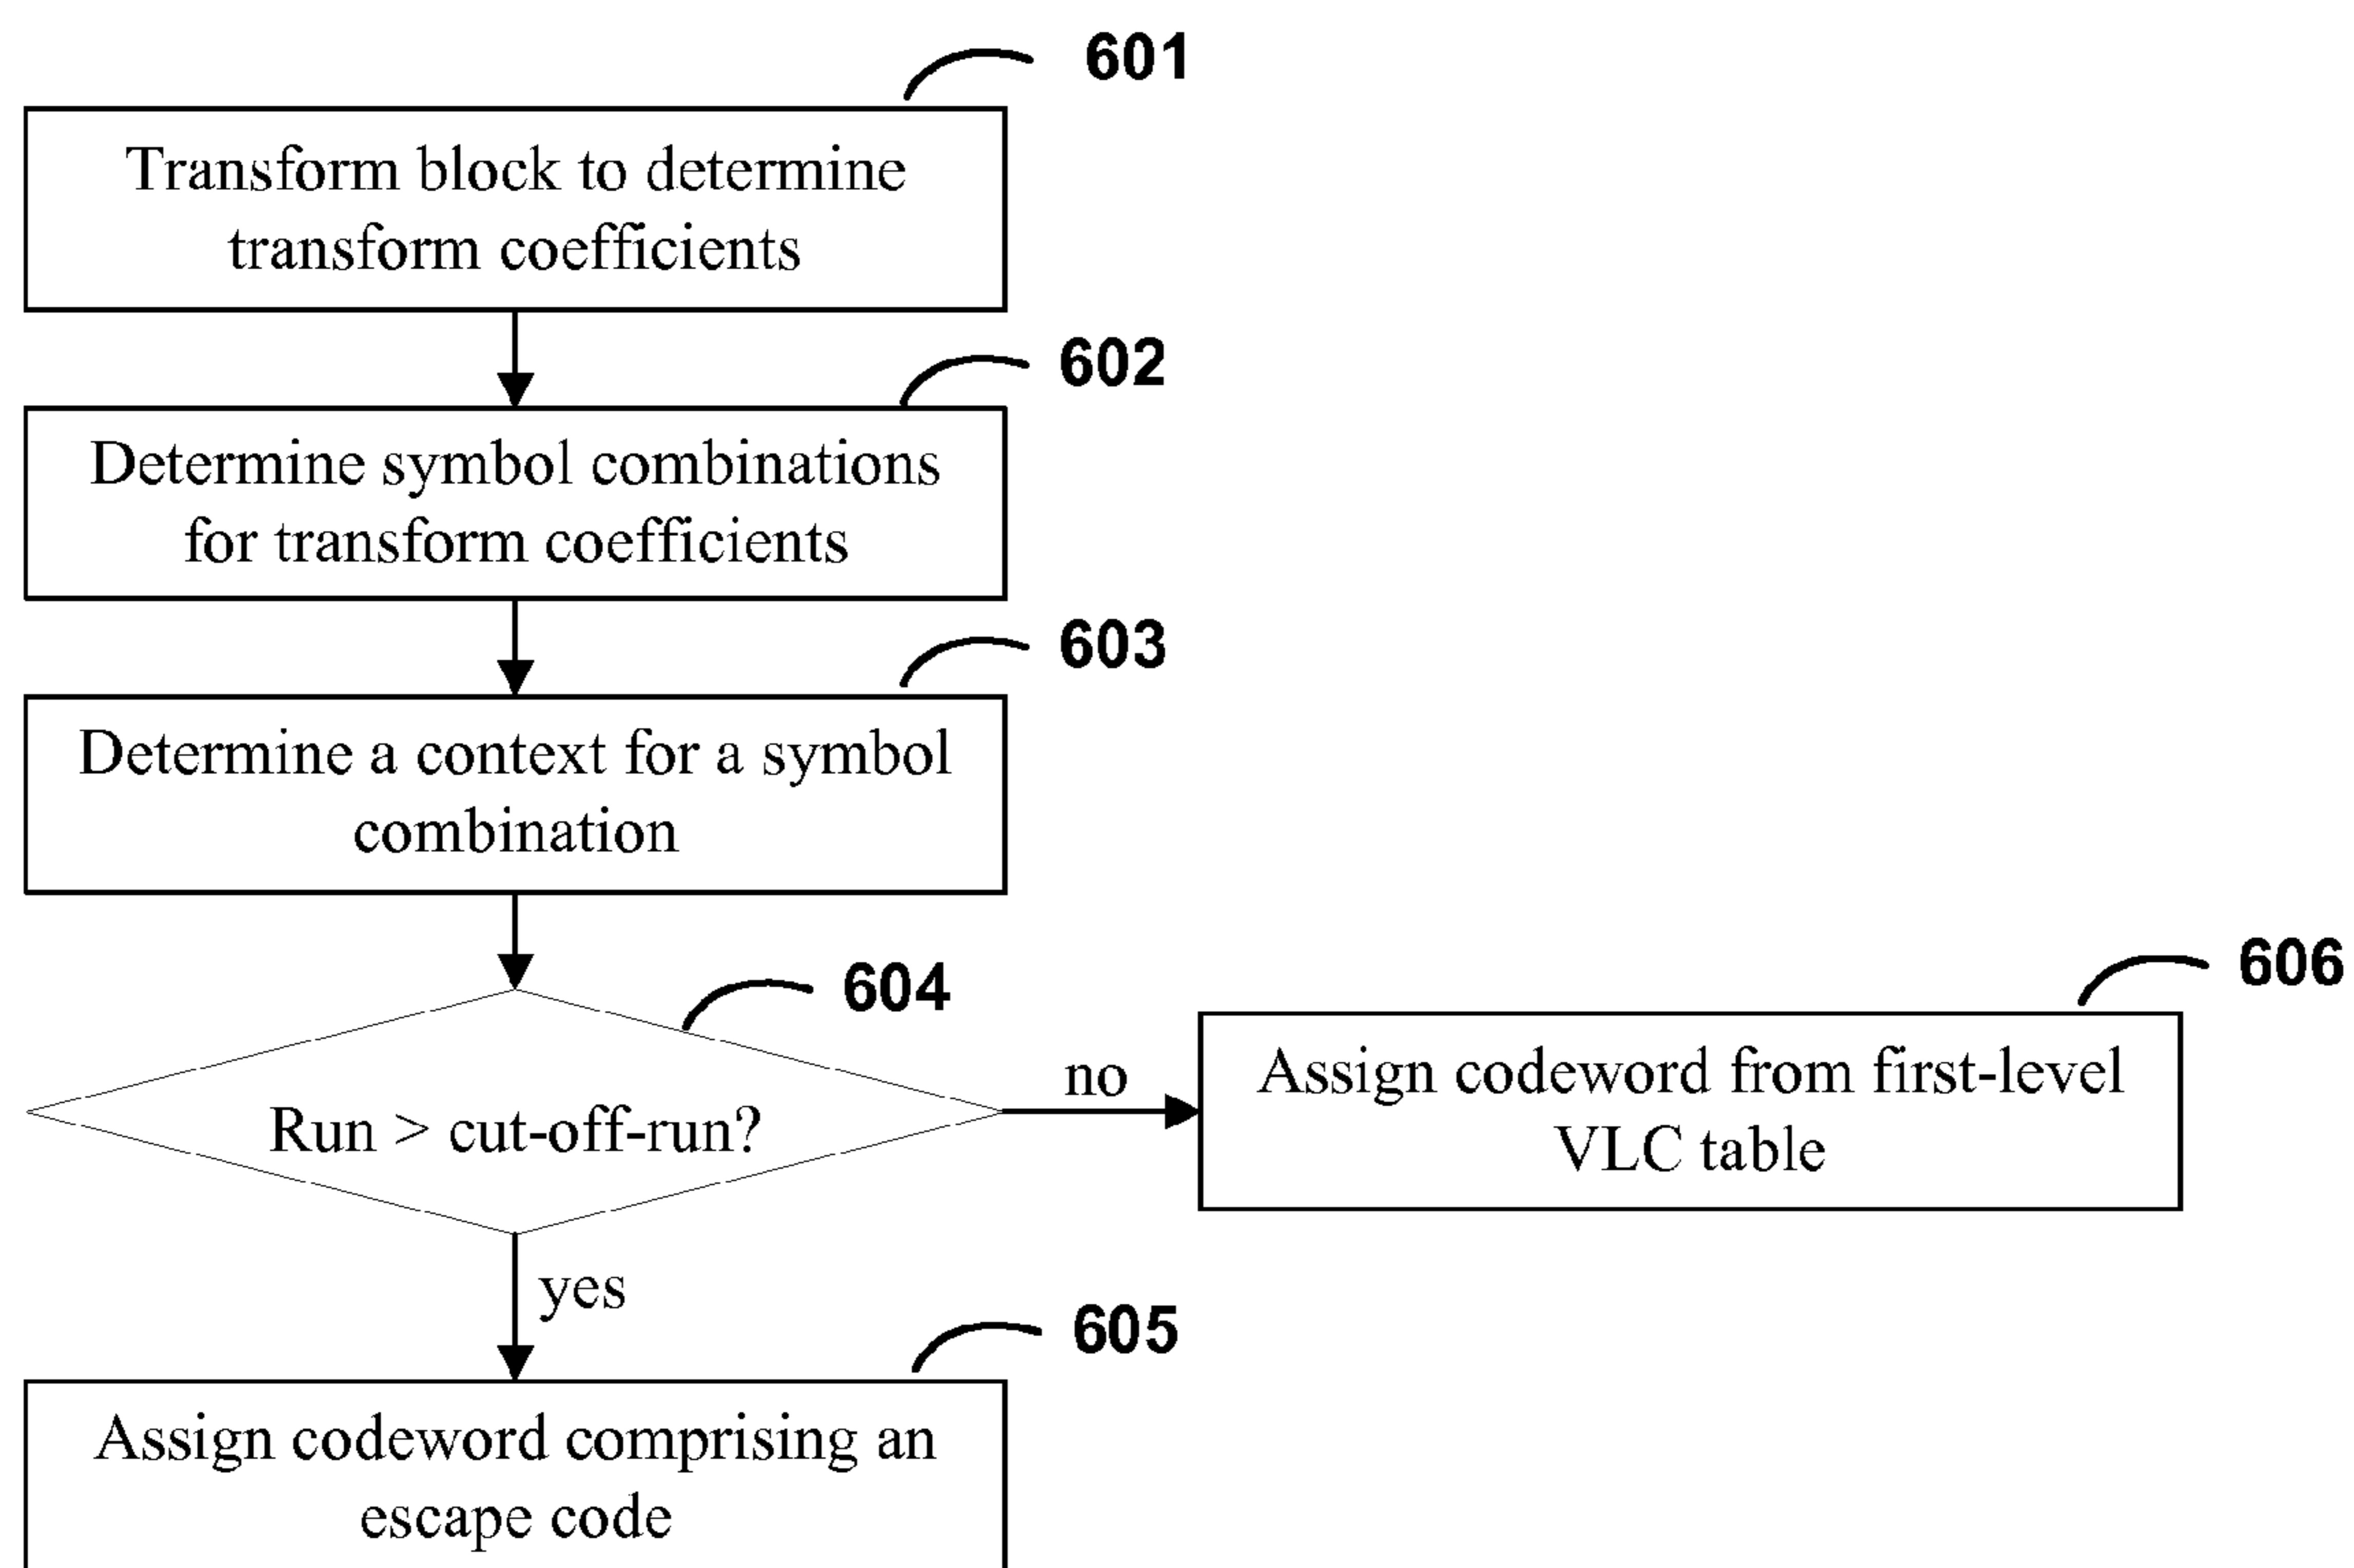 601
Transform block to determine
transform coefficients
602
Determine symbol combinations
for transform coefficients
603
Determine a context for a symbol
combination
604
Run > cut-off-run?
no
606
Assign codeword from first-level
VLC table
yes
605
Assign codeword comprising an
escape code